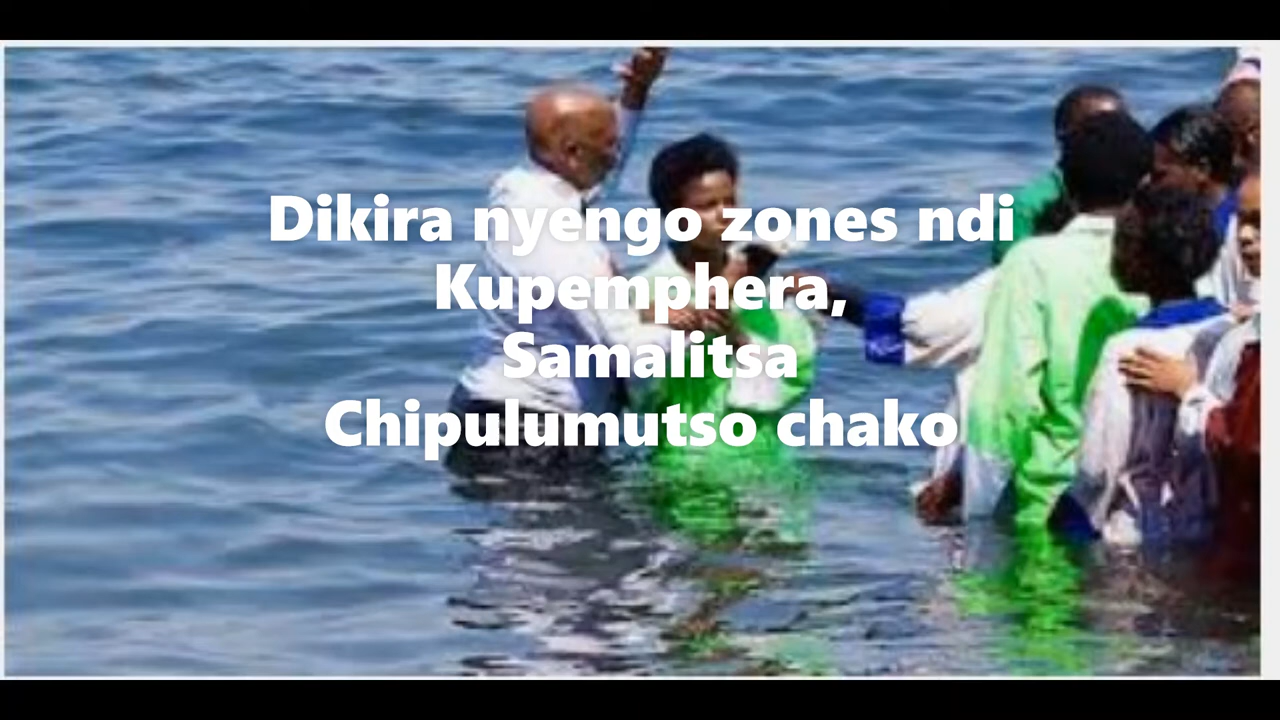 Dikira nyengo zones ndi
Kupemphera,
Samalitsa
Chipulumutso chako